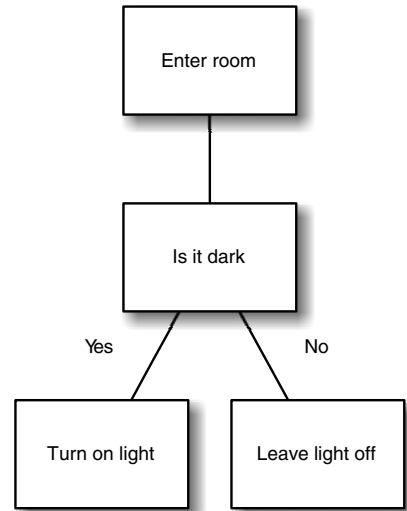 Enter room
Is it dark
Yes
No
Turn on light
Leave light off